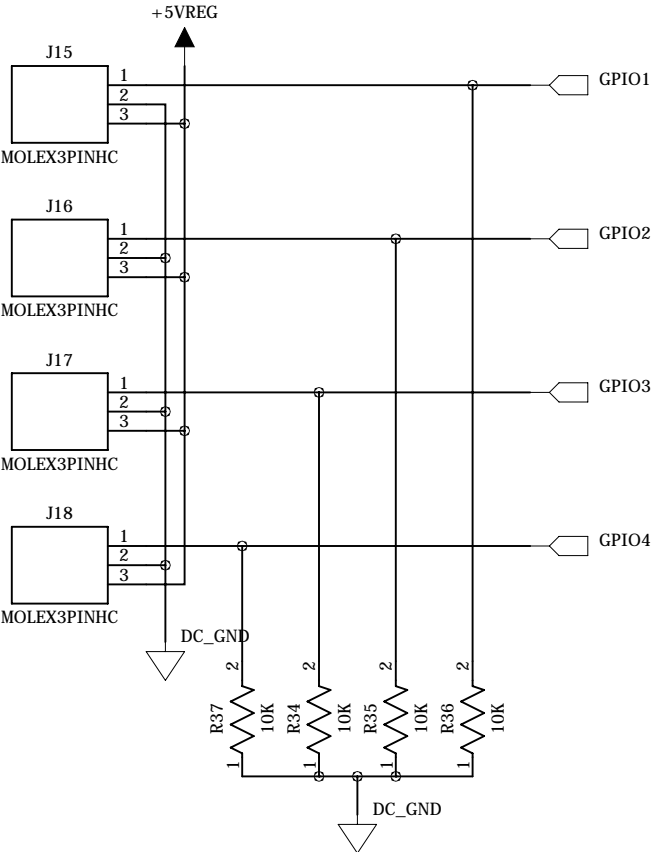 +5VREG
J15
1
2
3
MOLEX3PINHC
GPIO1
J16
1
2
3
MOLEX3PINHC
GPIO2
J17
1
2
3
MOLEX3PINHC
GPIO3
J18
1
2
3
MOLEX3PINHC
GPIO4
DC_GND
2
R37
10K
1
2
R34
10K
1
2
R35
10K
1
2
R36
10K
1
DC_GND